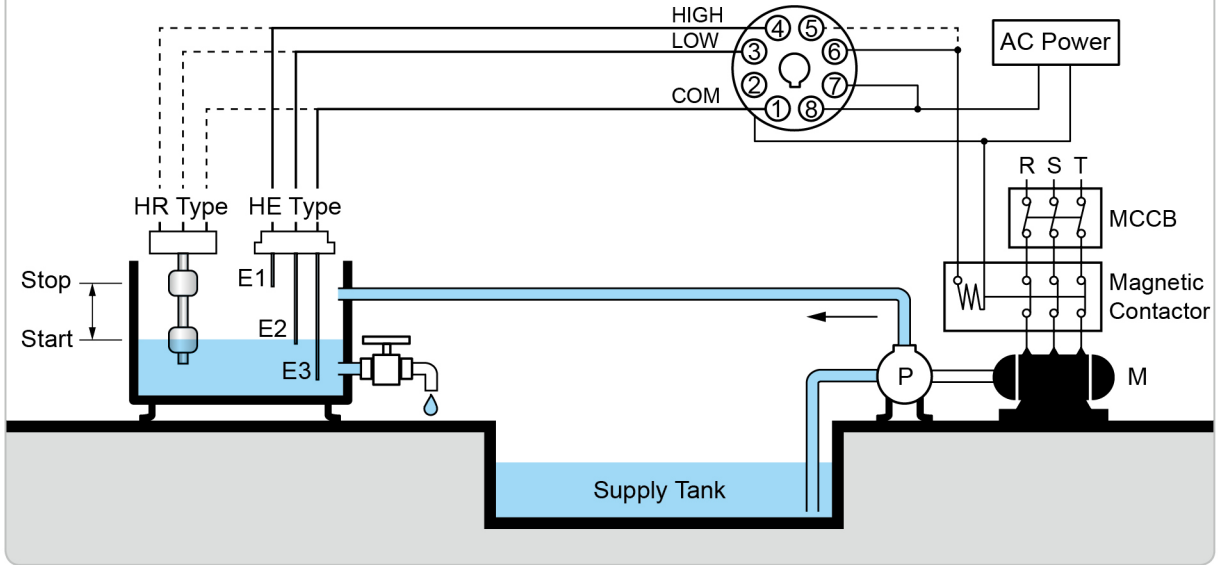 HIGH
LOW
COM
4 5
3 6
2 7
1 8
AC Power
R S T
MCCB
HR Type HE Type
E1
E2
E3
Stop
Start
Magnetic
Contactor
P
M
Supply Tank